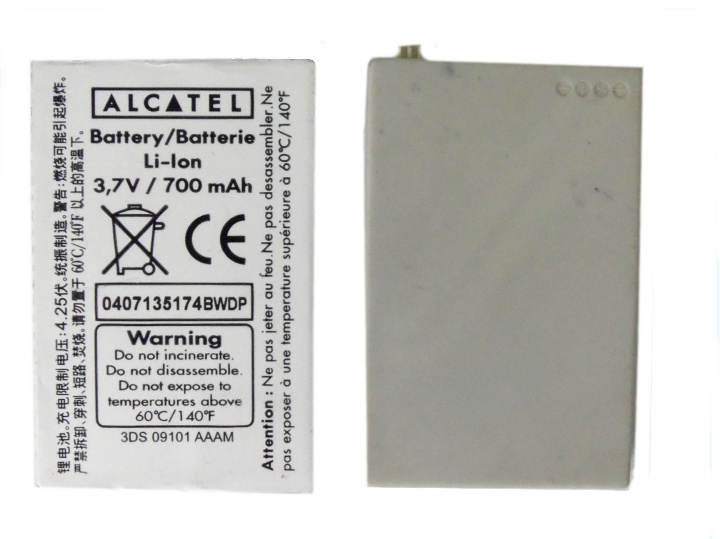 ALCATEL
Battery/Batterie
Li-Ion
3,7V / 700 mAh
CE
0407135174BWDP
Warning
Do not incinerate.
Do not disassemble.
Do not expose to
temperatures above
60°C/140°F
3DS 09101 AAAM
Attention : Ne pas jeter au feu. Ne pas desassembler. Ne
pas exposer à une temperature supérieure à 60°C/140°F
锂电池。充电限制电压:4.25伏。统振制造。警告:燃烧可能引起爆炸。
严禁拆卸、穿刺、短路、焚烧。请勿置于 60℃/140℉ 以上的高温下。